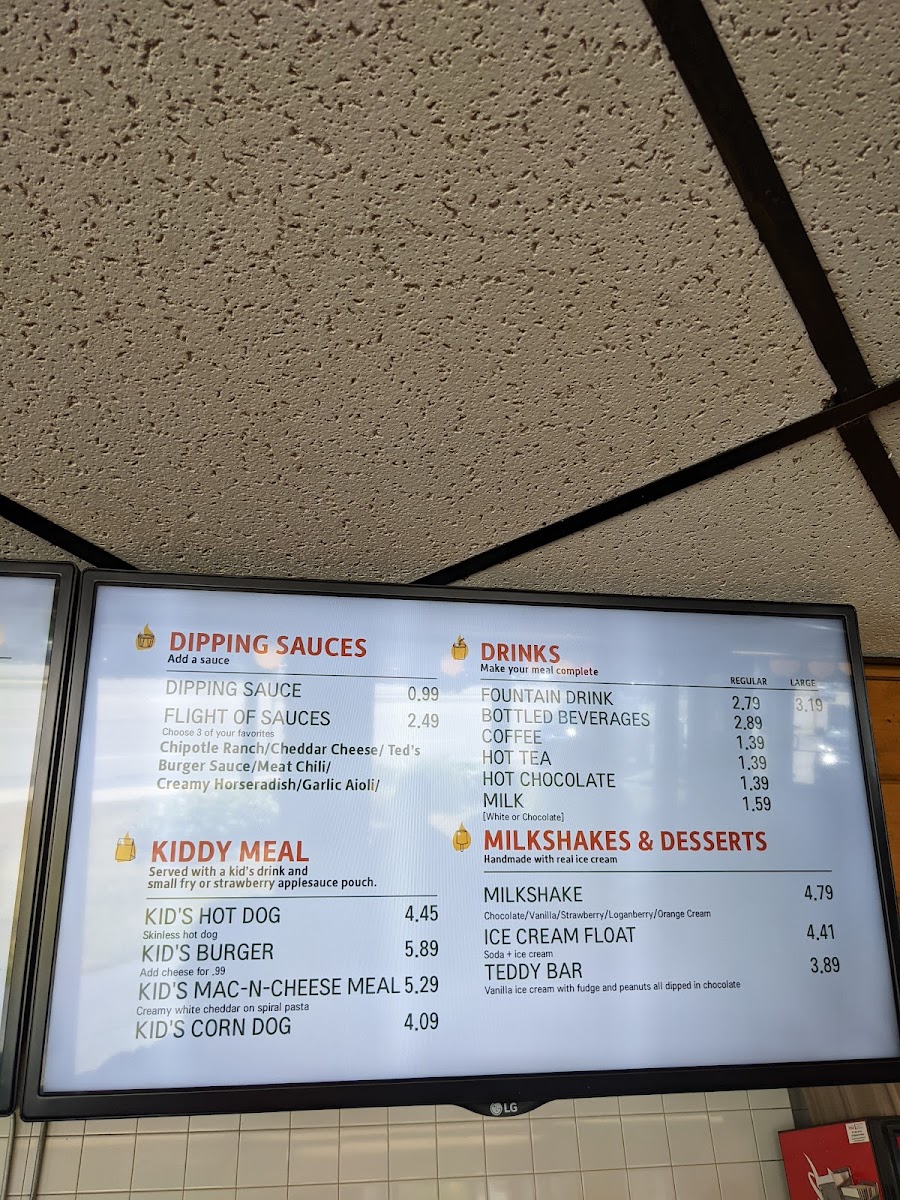 DIPPING SAUCES
Add a sauce
DIPPING SAUCE 0.99
FLIGHT OF SAUCES 2.49
Choose 3 of your favorites
Chipotle Ranch/Cheddar Cheese/ Ted's
Burger Sauce/Meat Chili/
Creamy Horseradish/Garlic Aioli/
KIDDY MEAL
Served with a kid's drink and
small fry or strawberry applesauce pouch.
KID'S HOT DOG 4.45
Skinless hot dog
KID'S BURGER 5.89
Add cheese for .99
KID'S MAC-N-CHEESE MEAL 5.29
Creamy white cheddar on spiral pasta
KID'S CORN DOG 4.09
DRINKS
Make your meal complete
REGULAR LARGE
FOUNTAIN DRINK 2.79 3.19
BOTTLED BEVERAGES 2.89
COFFEE 1.39
HOT TEA 1.39
HOT CHOCOLATE 1.39
MILK 1.59
[White or Chocolate]
MILKSHAKES & DESSERTS
Handmade with real ice cream
MILKSHAKE 4.79
Chocolate/Vanilla/Strawberry/Loganberry/Orange Cream
ICE CREAM FLOAT 4.41
Soda + ice cream
TEDDY BAR 3.89
Vanilla ice cream with fudge and peanuts all dipped in chocolate
LG